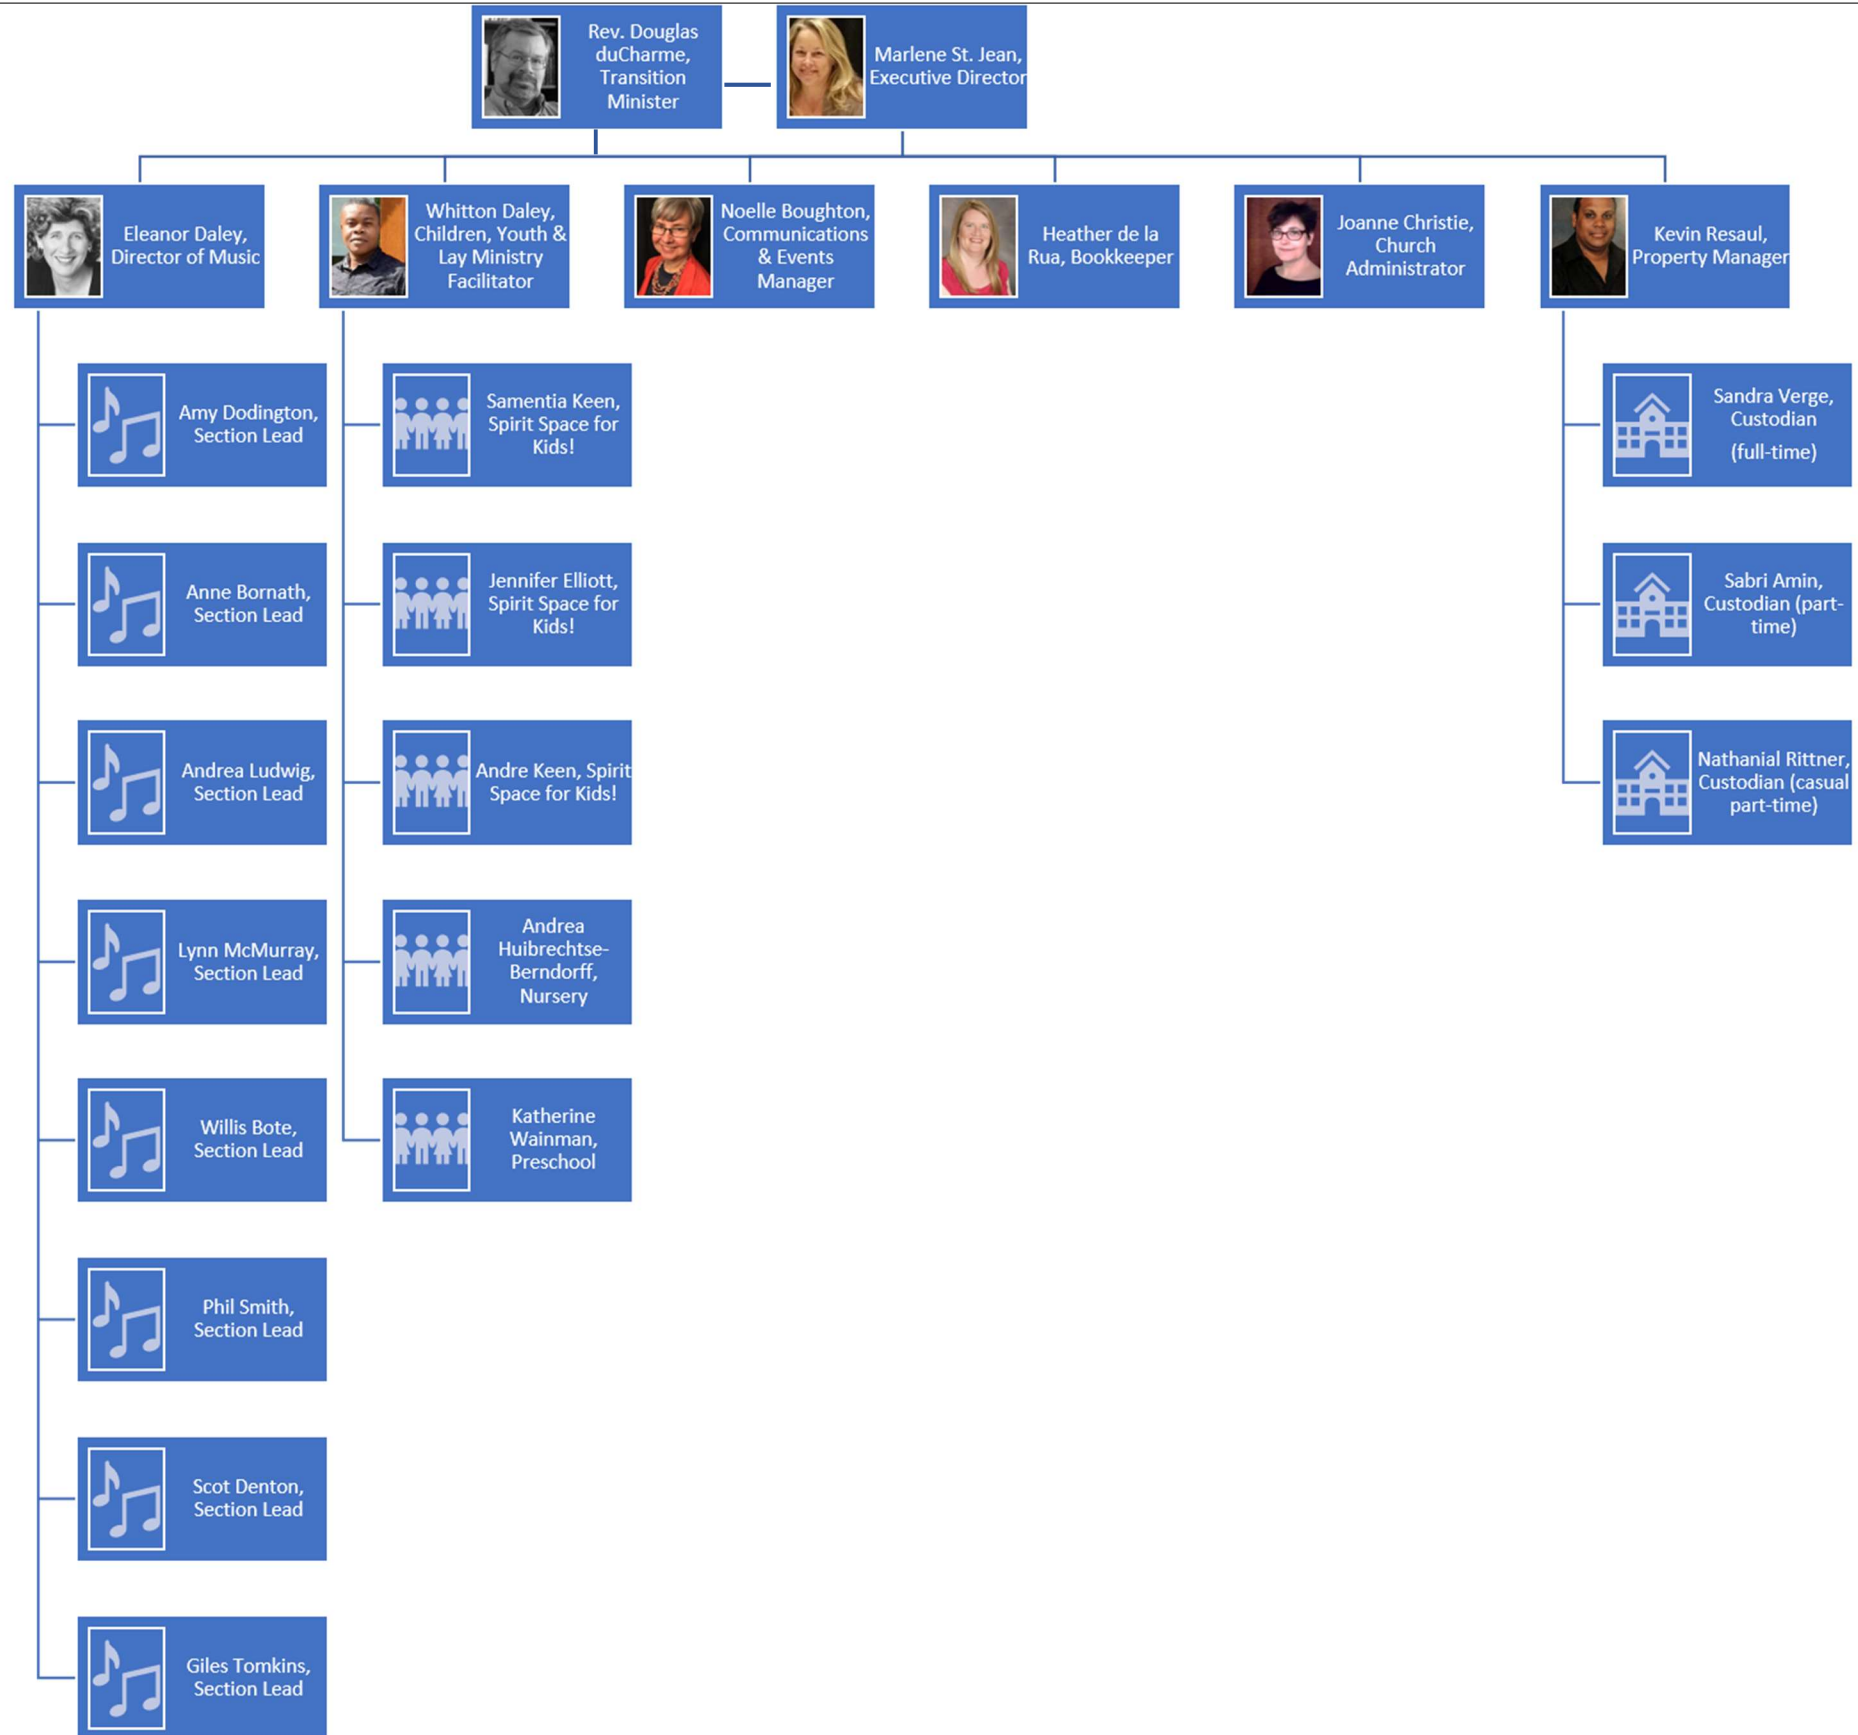 Rev. Douglas
duCharme,
Transition
Minister
Marlene St. Jean,
Executive Director
Eleanor Daley,
Director of Music
Whitton Daley,
Children, Youth &
Lay Ministry
Facilitator
Noelle Boughton,
Communications
& Events
Manager
Heather de la
Rua, Bookkeeper
Joanne Christie,
Church
Administrator
Kevin Resaul,
Property Manager
Amy Dodington,
Section Lead
Anne Bornath,
Section Lead
Andrea Ludwig,
Section Lead
Lynn McMurray,
Section Lead
Willis Bote,
Section Lead
Phil Smith,
Section Lead
Scot Denton,
Section Lead
Giles Tomkins,
Section Lead
Samentia Keen,
Spirit Space for
Kids!
Jennifer Elliott,
Spirit Space for
Kids!
Andre Keen, Spirit
Space for Kids!
Andrea
Huibrechtse-
Berndorff,
Nursery
Katherine
Wainman,
Preschool
Sandra Verge,
Custodian
(full-time)
Sabri Amin,
Custodian (part-
time)
Nathanial Rittner,
Custodian (casual
part-time)